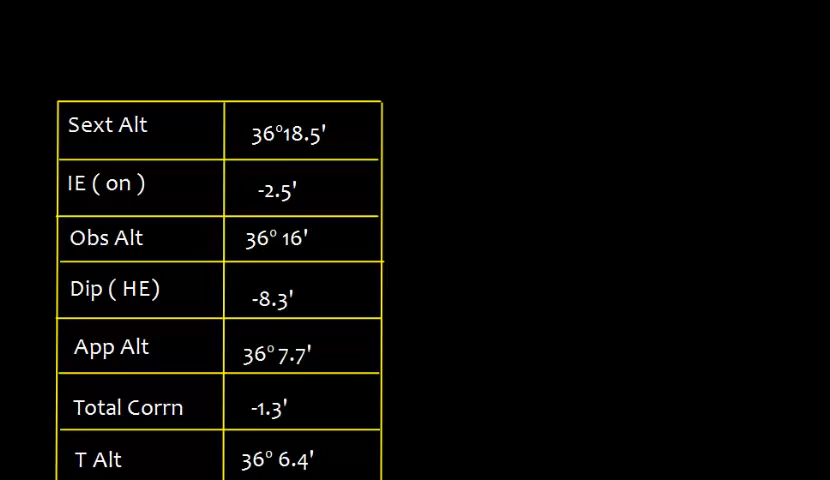 Sext Alt 36°18.5'
IE ( on ) -2.5'
Obs Alt 36° 16'
Dip ( HE) -8.3'
App Alt 36° 7.7'
Total Corrn -1.3'
T Alt 36° 6.4'